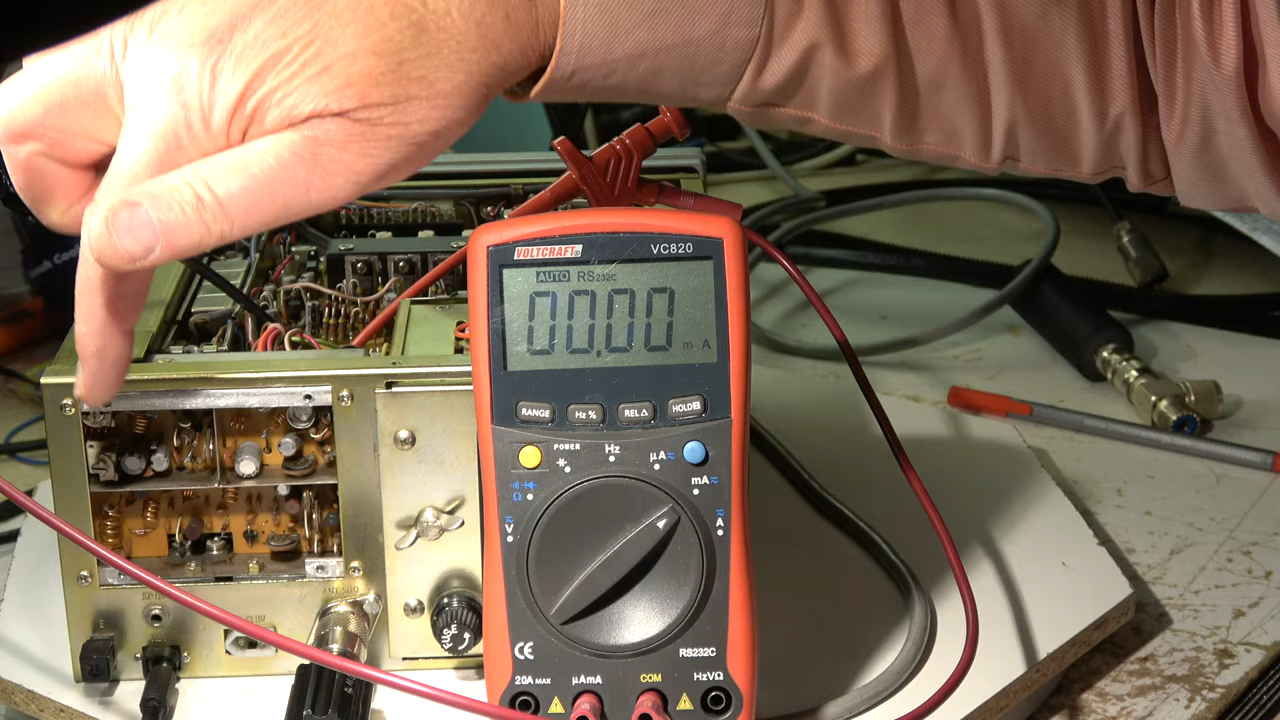 VOLTCRAFT®
VC820
AUTO RS232C
00.00 m A
RANGE
Hz %
REL△
HOLD
POWER
Hz
µA
mA
Ω
V
A
CE
RS232C
20A MAX
µAmA
COM
HzVΩ
FUSE